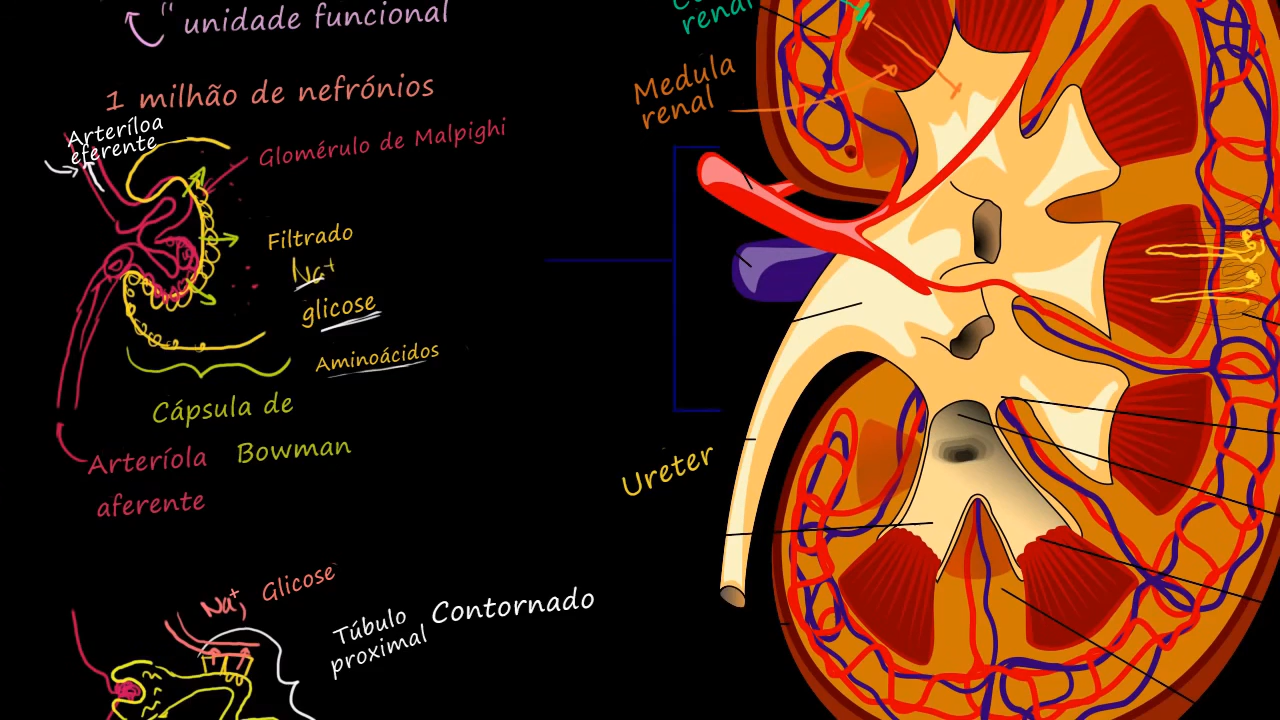 " unidade funcional
1 milhão de nefrónios
Arteríloa
eferente
Glomérulo de Malpighi
Filtrado
Na+
glicose
Aminoácidos
Cápsula de
Bowman
Arteríola
aferente
Na+, Glicose
Túbulo
proximal
Contornado
renal
Medula
renal
Ureter